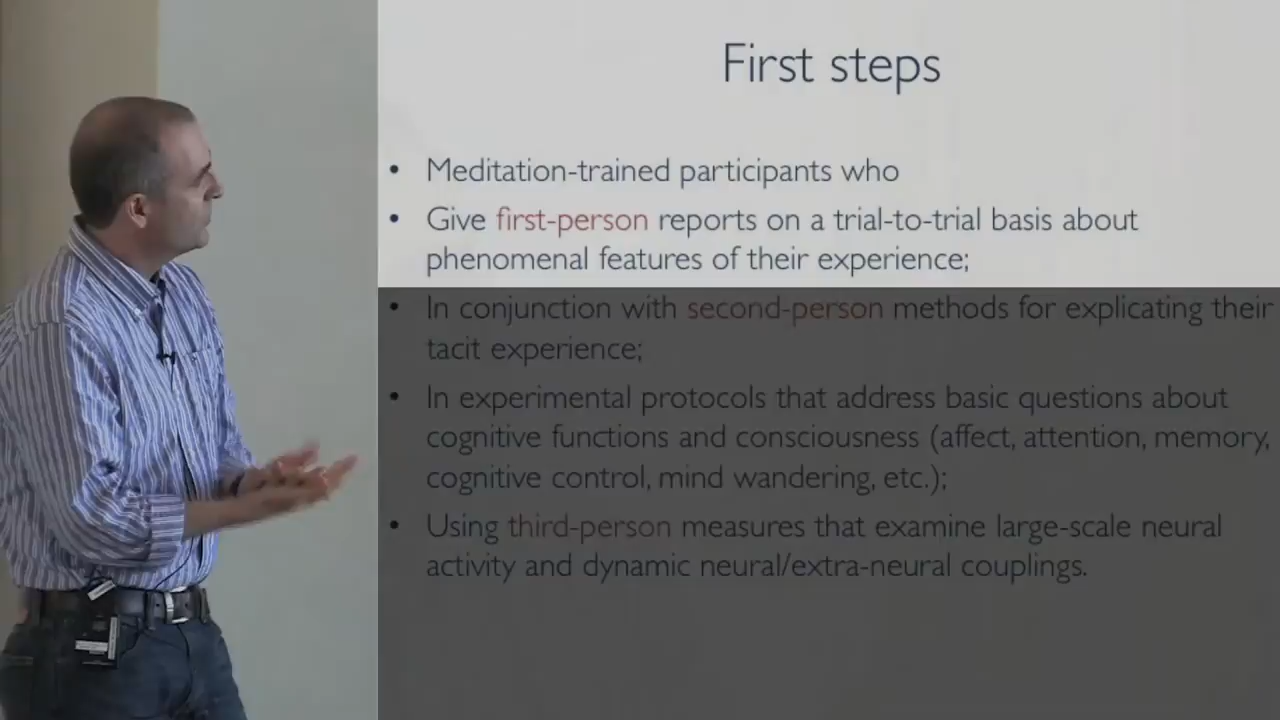 First steps
• Meditation-trained participants who
• Give first-person reports on a trial-to-trial basis about
phenomenal features of their experience;
• In conjunction with second-person methods for explicating their
tacit experience;
• In experimental protocols that address basic questions about
cognitive functions and consciousness (affect, attention, memory,
cognitive control, mind wandering, etc.);
• Using third-person measures that examine large-scale neural
activity and dynamic neural/extra-neural couplings.